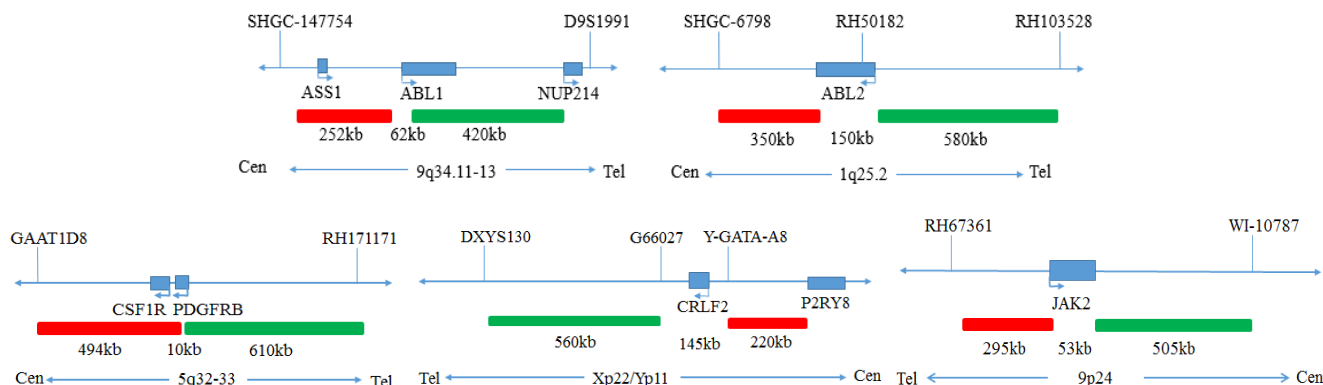 SHGC-147754 D9S1991
ASS1 ABL1 NUP214
252kb 62kb 420kb
Cen 9q34.11-13 Tel
SHGC-6798 RH50182 RH103528
ABL2
350kb 150kb 580kb
Cen 1q25.2 Tel
GAAT1D8 RH171171
CSF1R PDGFRB
494kb 10kb 610kb
Cen 5q32-33 Tel
DXYS130 G66027 Y-GATA-A8
CRLF2 P2RY8
560kb 145kb 220kb
Tel Xp22/Yp11 Cen
RH67361 WI-10787
JAK2
295kb 53kb 505kb
Tel 9p24 Cen